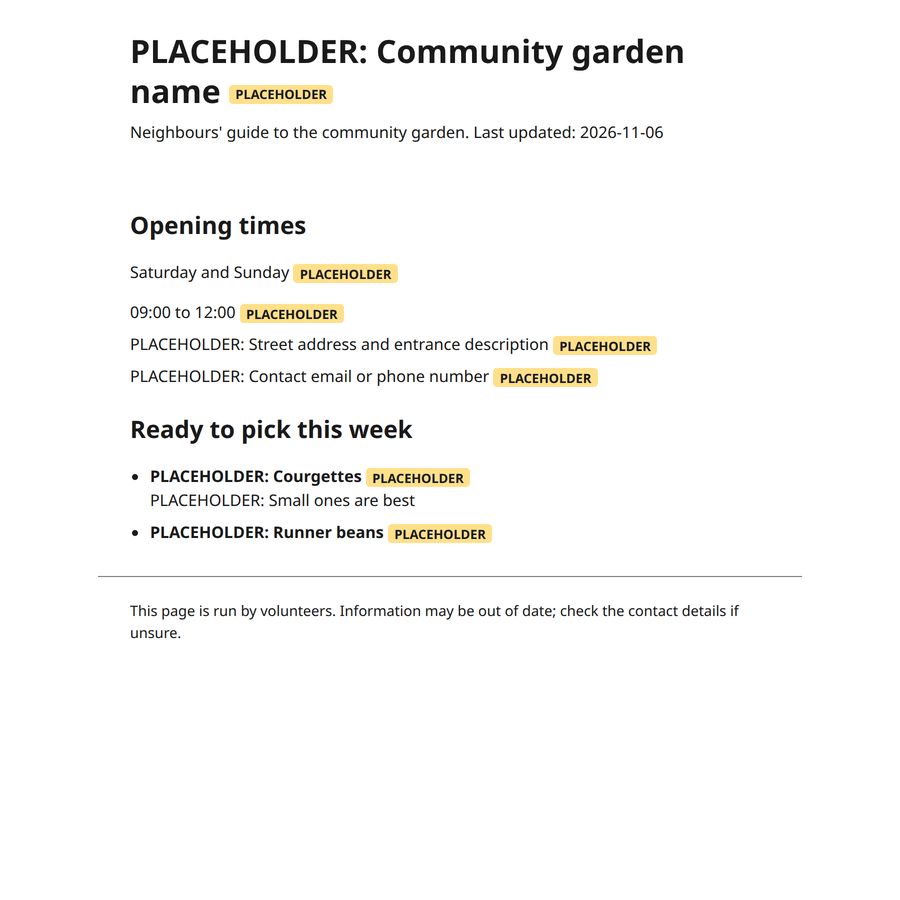 PLACEHOLDER: Community garden
name PLACEHOLDER
Neighbours' guide to the community garden. Last updated: 2026-11-06
Opening times
Saturday and Sunday PLACEHOLDER
09:00 to 12:00 PLACEHOLDER
PLACEHOLDER: Street address and entrance description PLACEHOLDER
PLACEHOLDER: Contact email or phone number PLACEHOLDER
Ready to pick this week
• PLACEHOLDER: Courgettes PLACEHOLDER
PLACEHOLDER: Small ones are best
• PLACEHOLDER: Runner beans PLACEHOLDER
This page is run by volunteers. Information may be out of date; check the contact details if
unsure.